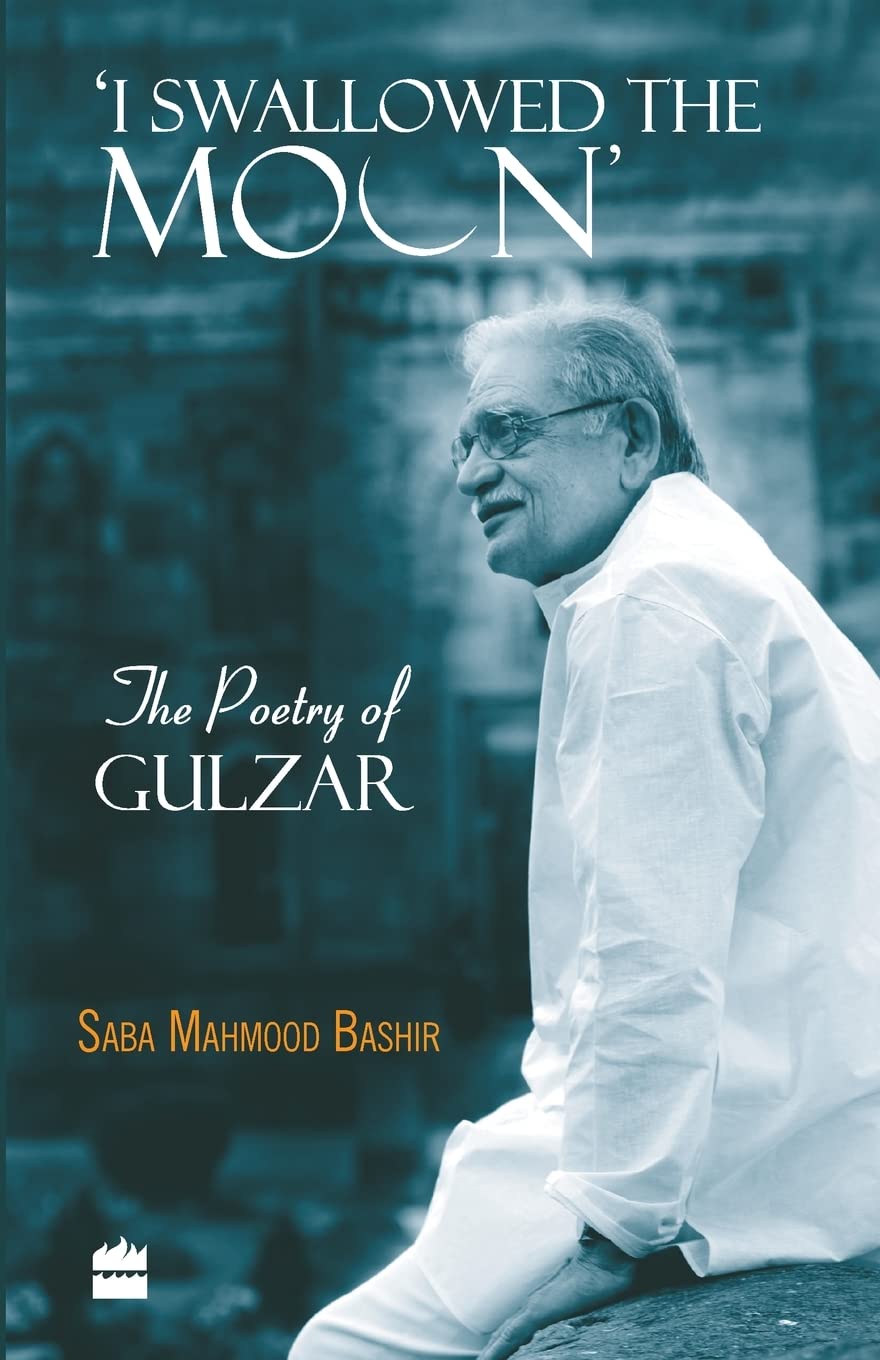 'I SWALLOWED THE
MOON'
The Poetry of
GULZAR
SABA MAHMOOD BASHIR